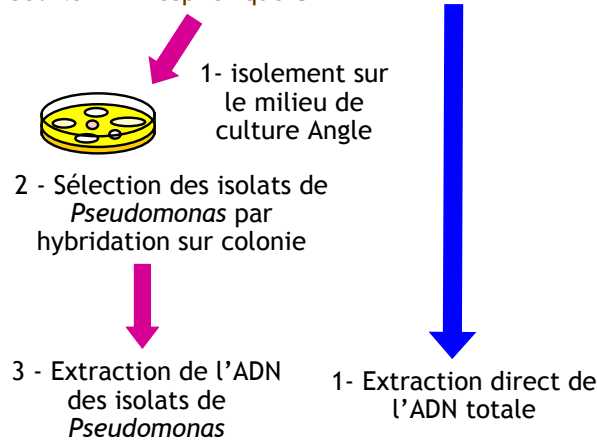 1- isolement sur
le milieu de
culture Angle
2 - Sélection des isolats de
Pseudomonas par
hybridation sur colonie
3 - Extraction de l'ADN
des isolats de
Pseudomonas
1- Extraction direct de
l'ADN totale